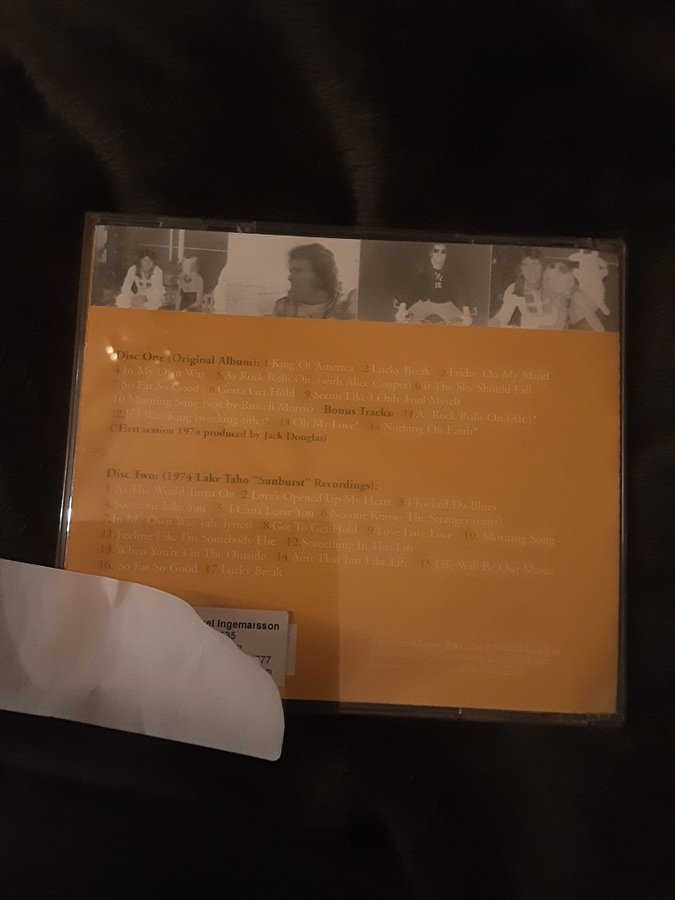 Disc One (Original Album): 1 King Of America 2 Lucky Break 3 Friday On My Mind
4 In My Own Way 5 As Rock Rolls On (with Alice Cooper) 6 If The Sky Should Fall
7 So Far So Good 8 Gotta Get Hold 9 Seems Like I Only Fool Myself
10 Morning Song (vox by Russell Morris) Bonus Tracks: 11 As Rock Rolls On (Alt.)*
12 If I Was King (working title)* 13 Oh My Love* 14 Nothing On Earth*
(*First session 1974 produced by Jack Douglas)
Disc Two: (1974 Lake Taho "Sunburst" Recordings):
1 As The World Turns On 2 Love's Opened Up My Heart 3 I Kicked Da Blues
4 Someone Like You 5 I Can't Leave You 6 No-one Knows The Stranger (instr)
7 In My Own Way (alt. lyrics) 8 Got To Get Hold 9 Love Love Love 10 Morning Song
11 Feeling Like I'm Somebody Else 12 Something In This Life
13 When You're On The Outside 14 Ain't That Just Like Life 15 Life Will Be Our Music
16 So Far So Good 17 Lucky Break
el Ingemarsson
777